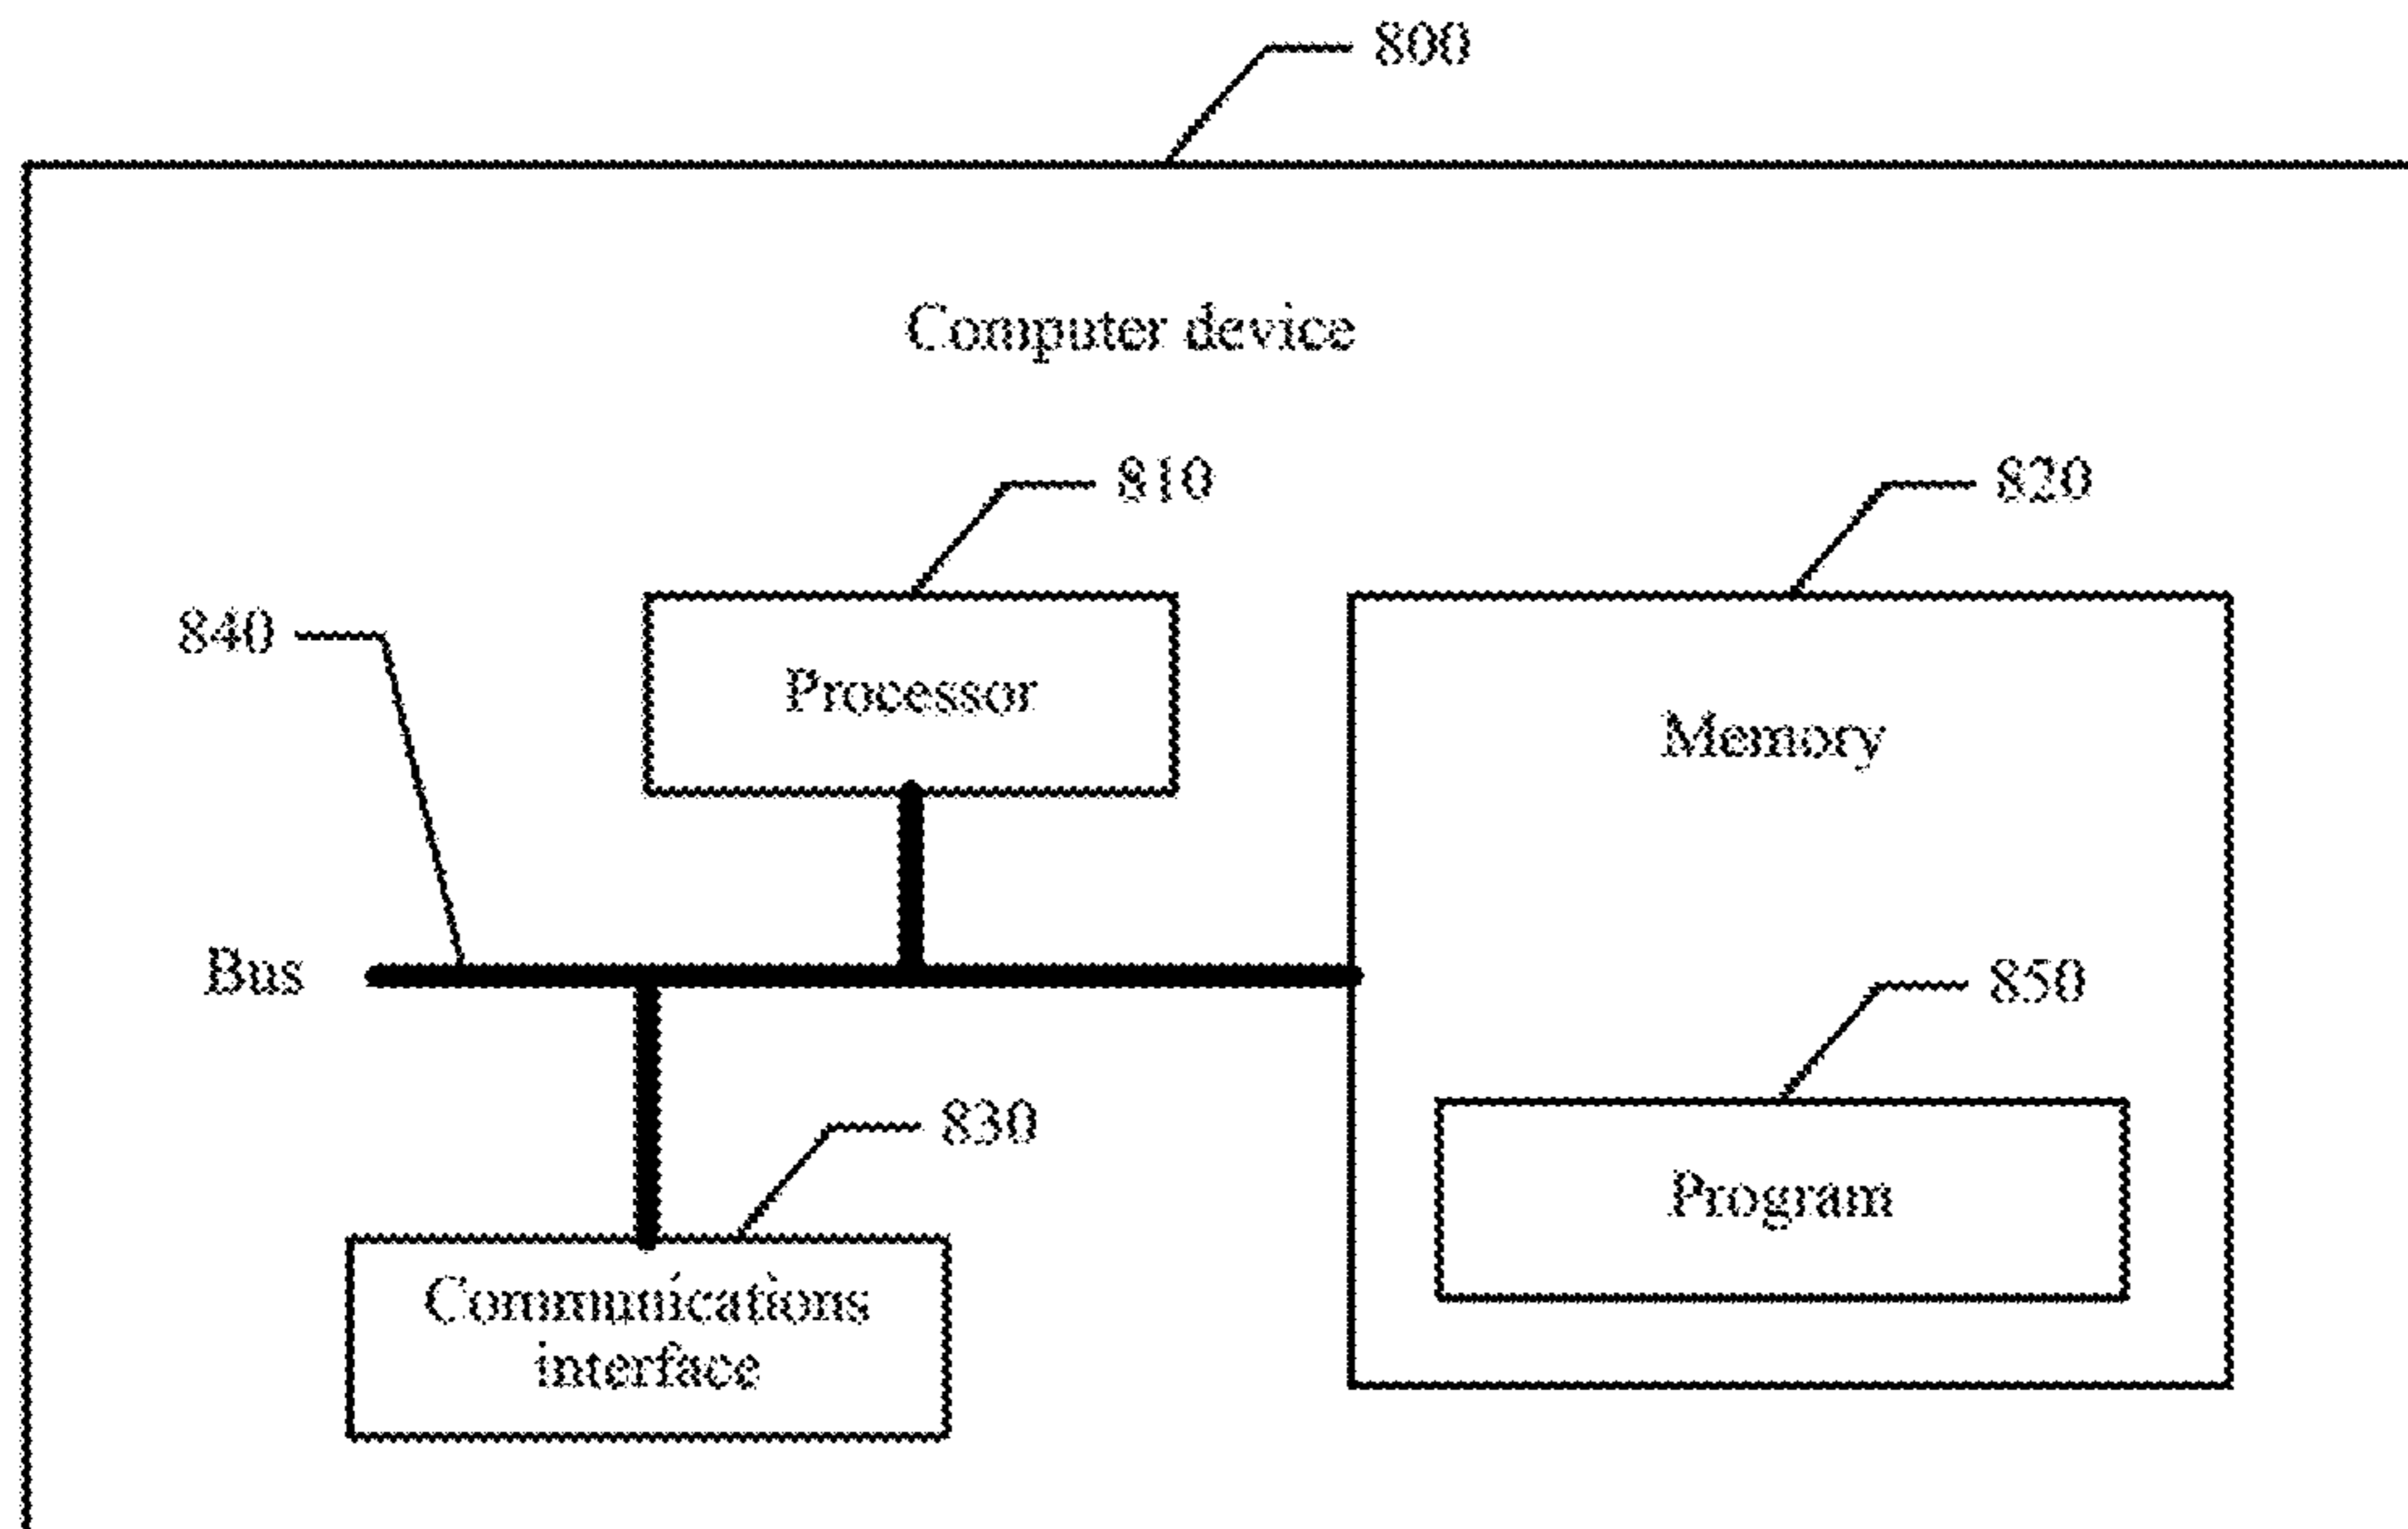 800
Computer device
810
820
840
Processor
Memory
Bus
850
830
Program
Communications
interface